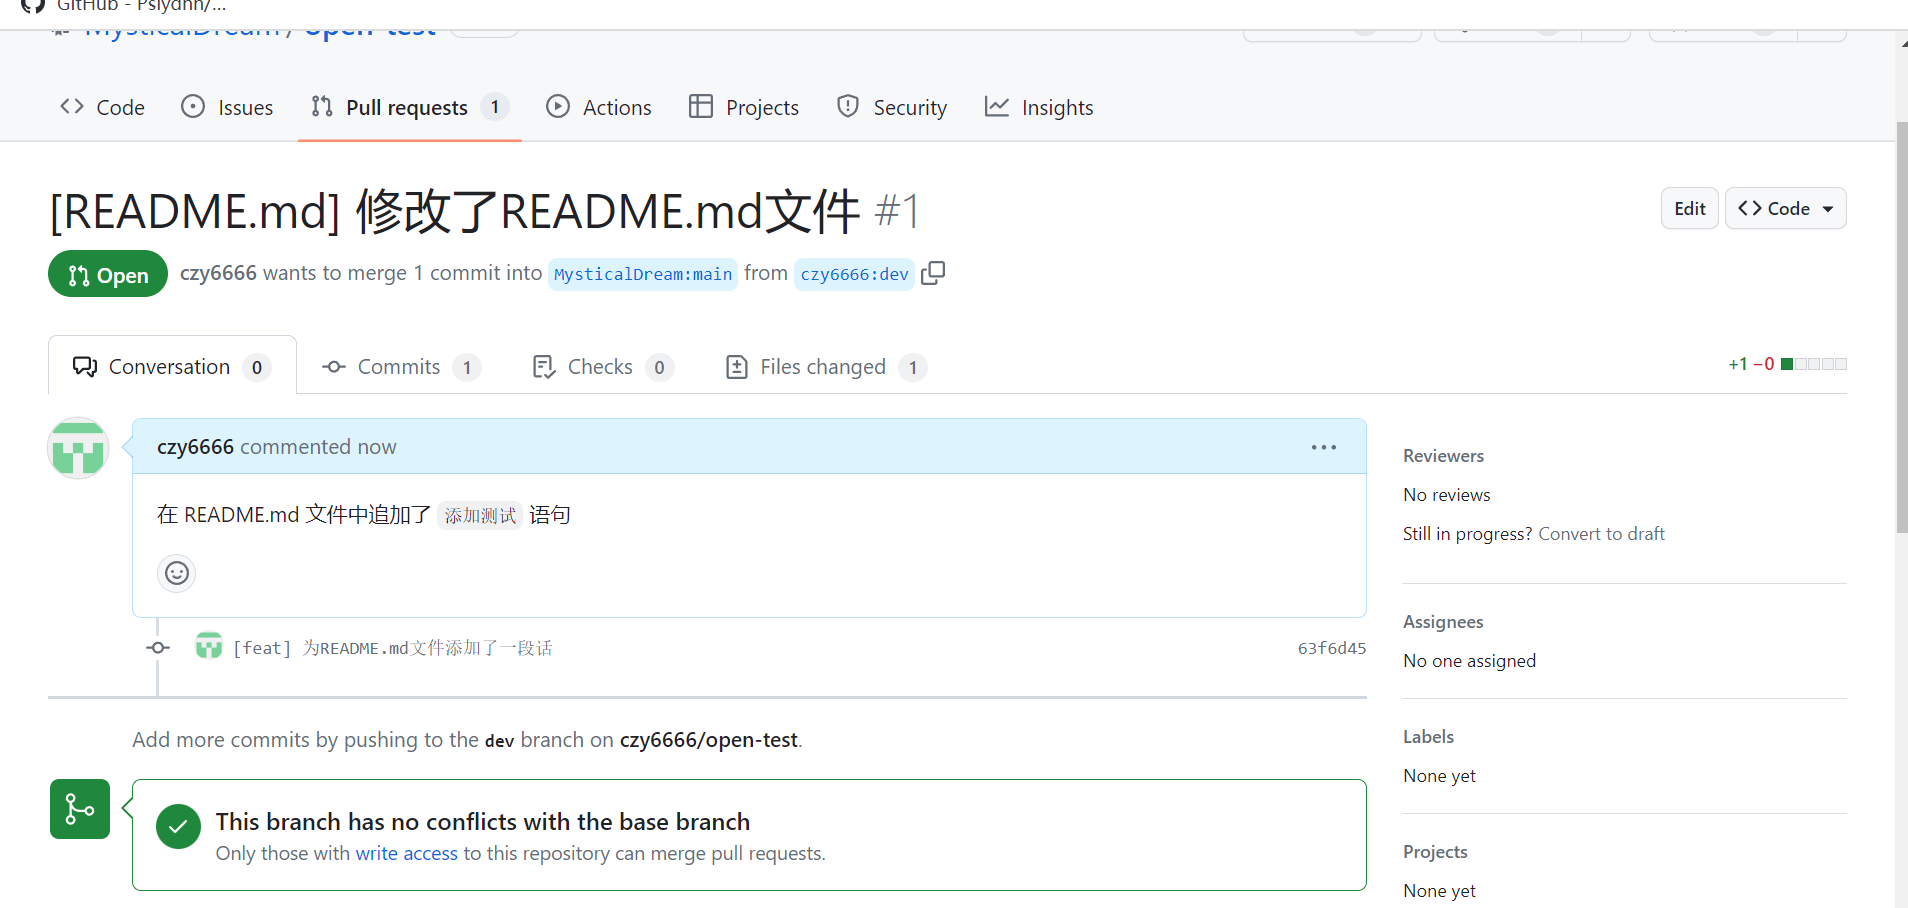 GitHub - Psiydnn/...
MysticalDream / open-test
Code Issues Pull requests 1 Actions Projects Security Insights
[README.md] 修改了README.md文件 #1
Edit Code
Open czy6666 wants to merge 1 commit into MysticalDream:main from czy6666:dev
Conversation 0 Commits 1 Checks 0 Files changed 1 +1 −0
czy6666 commented now
在 README.md 文件中追加了 添加测试 语句
[feat] 为README.md文件添加了一段话 63f6d45
Add more commits by pushing to the dev branch on czy6666/open-test.
This branch has no conflicts with the base branch
Only those with write access to this repository can merge pull requests.
Reviewers
No reviews
Still in progress? Convert to draft
Assignees
No one assigned
Labels
None yet
Projects
None yet